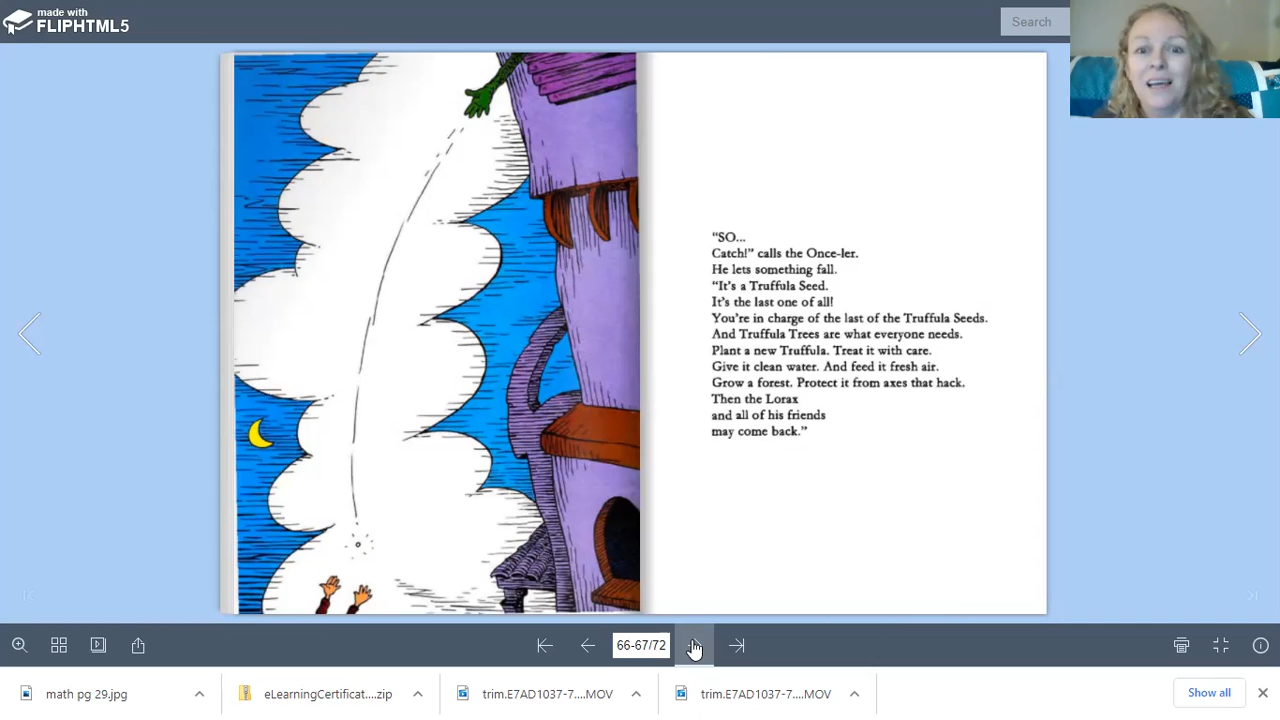 made with
FLIPHTML5
Search
“SO...
Catch!” calls the Once-ler.
He lets something fall.
“It’s a Truffula Seed.
It’s the last one of all!
You’re in charge of the last of the Truffula Seeds.
And Truffula Trees are what everyone needs.
Plant a new Truffula. Treat it with care.
Give it clean water. And feed it fresh air.
Grow a forest. Protect it from axes that hack.
Then the Lorax
and all of his friends
may come back.”
66-67/72
math pg 29.jpg
eLearningCertificat....zip
trim.E7AD1037-7....MOV
trim.E7AD1037-7....MOV
Show all